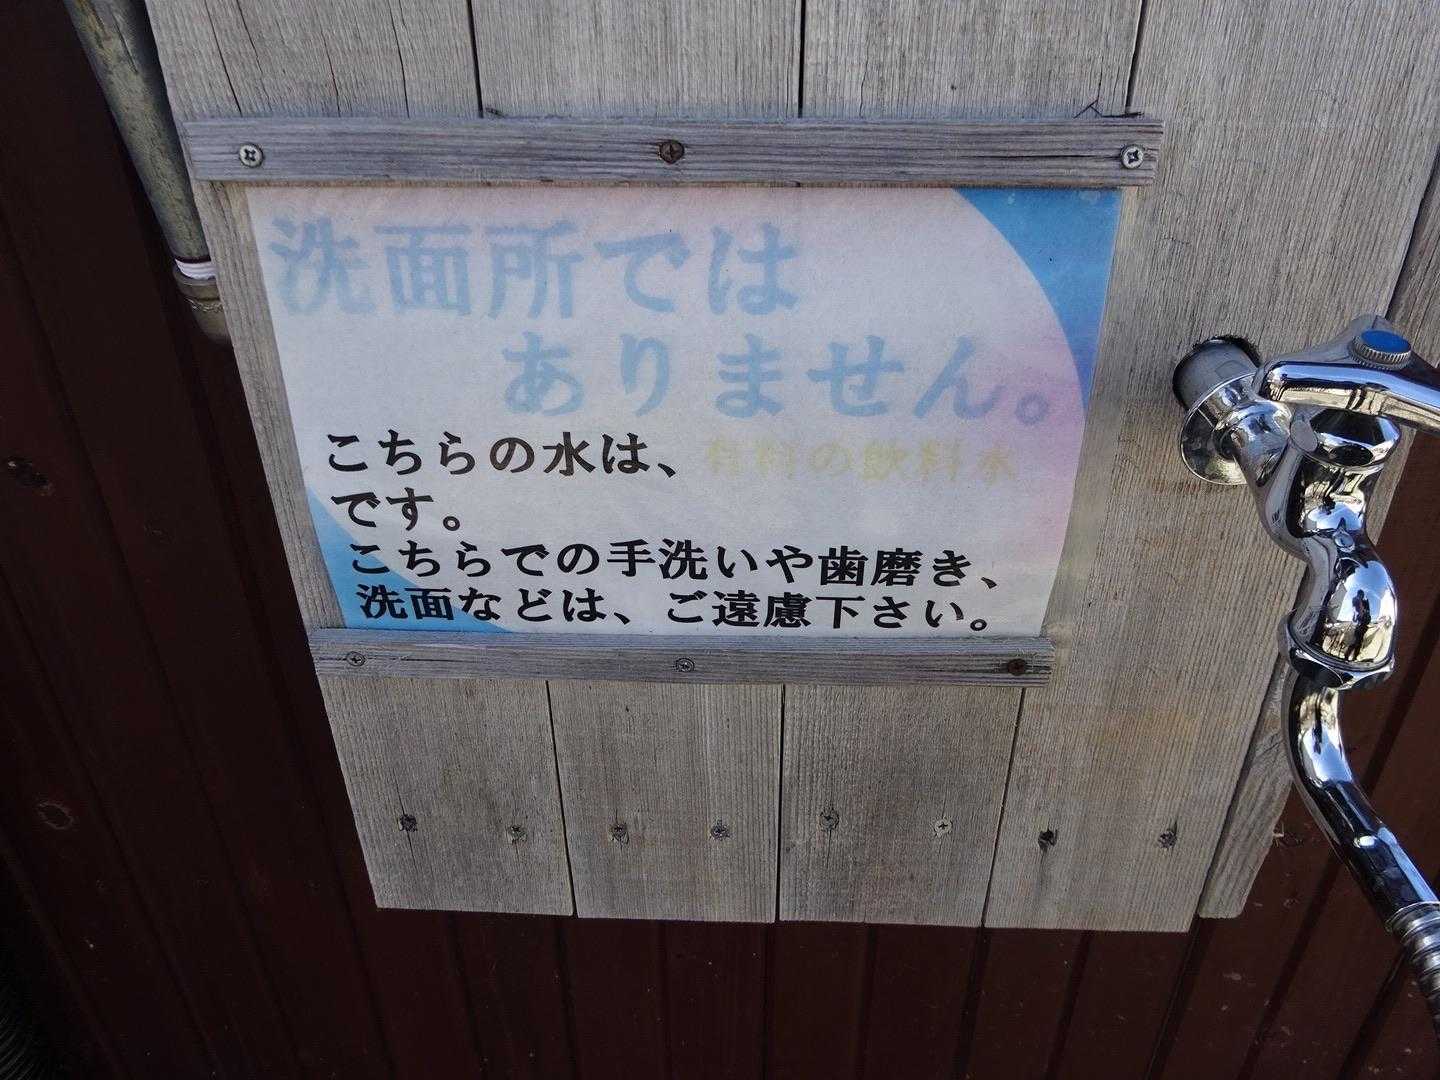 洗面所では
ありません。
こちらの水は、有料の飲料水
です。
こちらでの手洗いや歯磨き、
洗面などは、ご遠慮下さい。